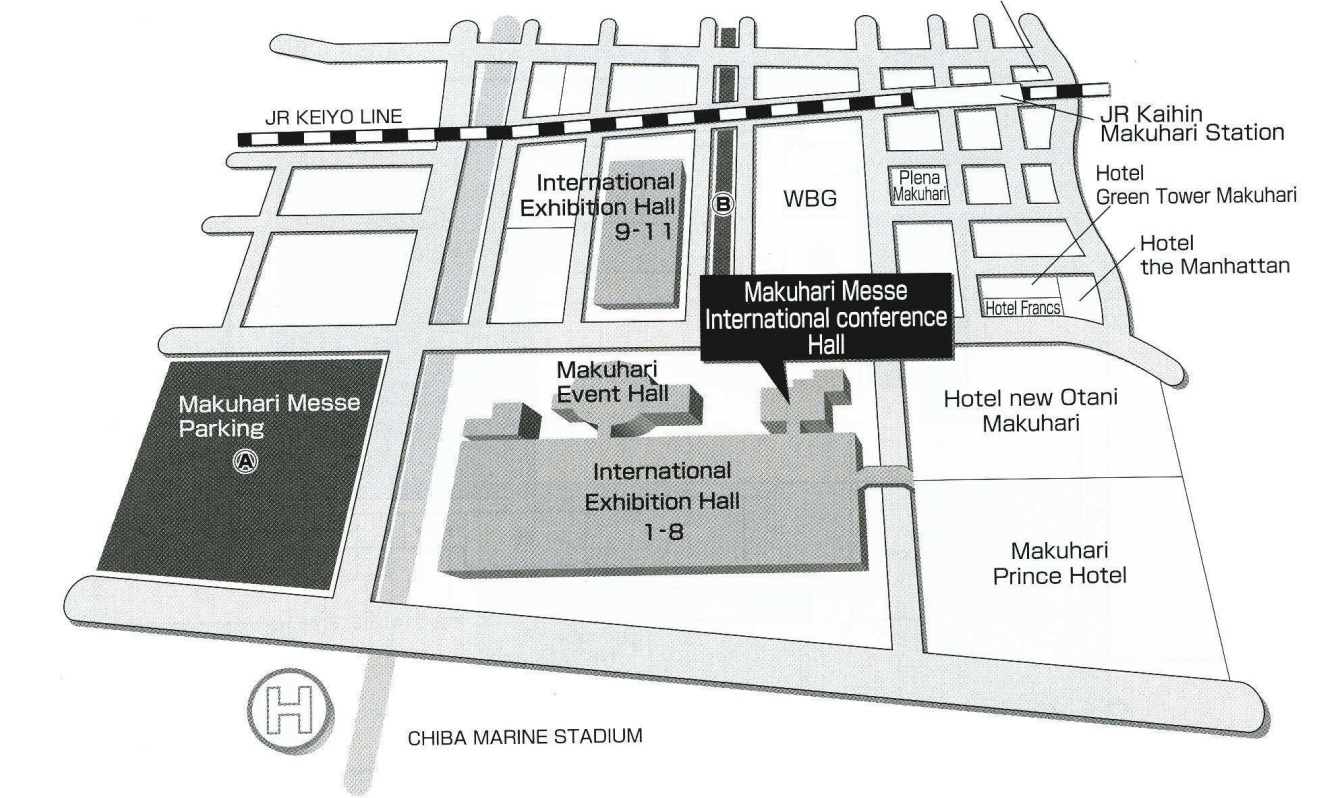 JR KEIYO LINE
JR Kaihin
Makuhari Station
International
Exhibition Hall
9-11
B
WBG
Plena
Makuhari
Hotel
Green Tower Makuhari
Hotel
the Manhattan
Hotel Francs
Makuhari Messe
International conference
Hall
Makuhari
Event Hall
Makuhari Messe
Parking
A
Hotel new Otani
Makuhari
International
Exhibition Hall
1-8
Makuhari
Prince Hotel
H
CHIBA MARINE STADIUM